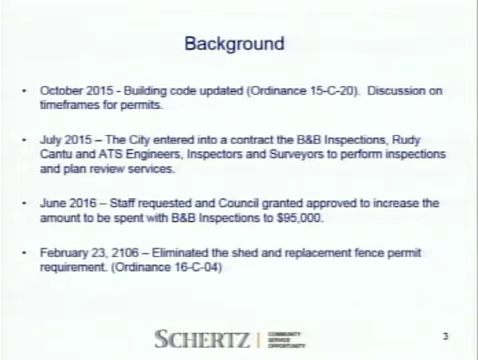 Background
• October 2015 - Building code updated (Ordinance 15-C-20). Discussion on
timeframes for permits.
• July 2015 – The City entered into a contract the B&B Inspections, Rudy
Cantu and ATS Engineers, Inspectors and Surveyors to perform inspections
and plan review services.
• June 2016 – Staff requested and Council granted approved to increase the
amount to be spent with B&B Inspections to $95,000.
• February 23, 2106 – Eliminated the shed and replacement fence permit
requirement. (Ordinance 16-C-04)
SCHERTZ
COMMUNITY
SERVICE
OPPORTUNITY
3